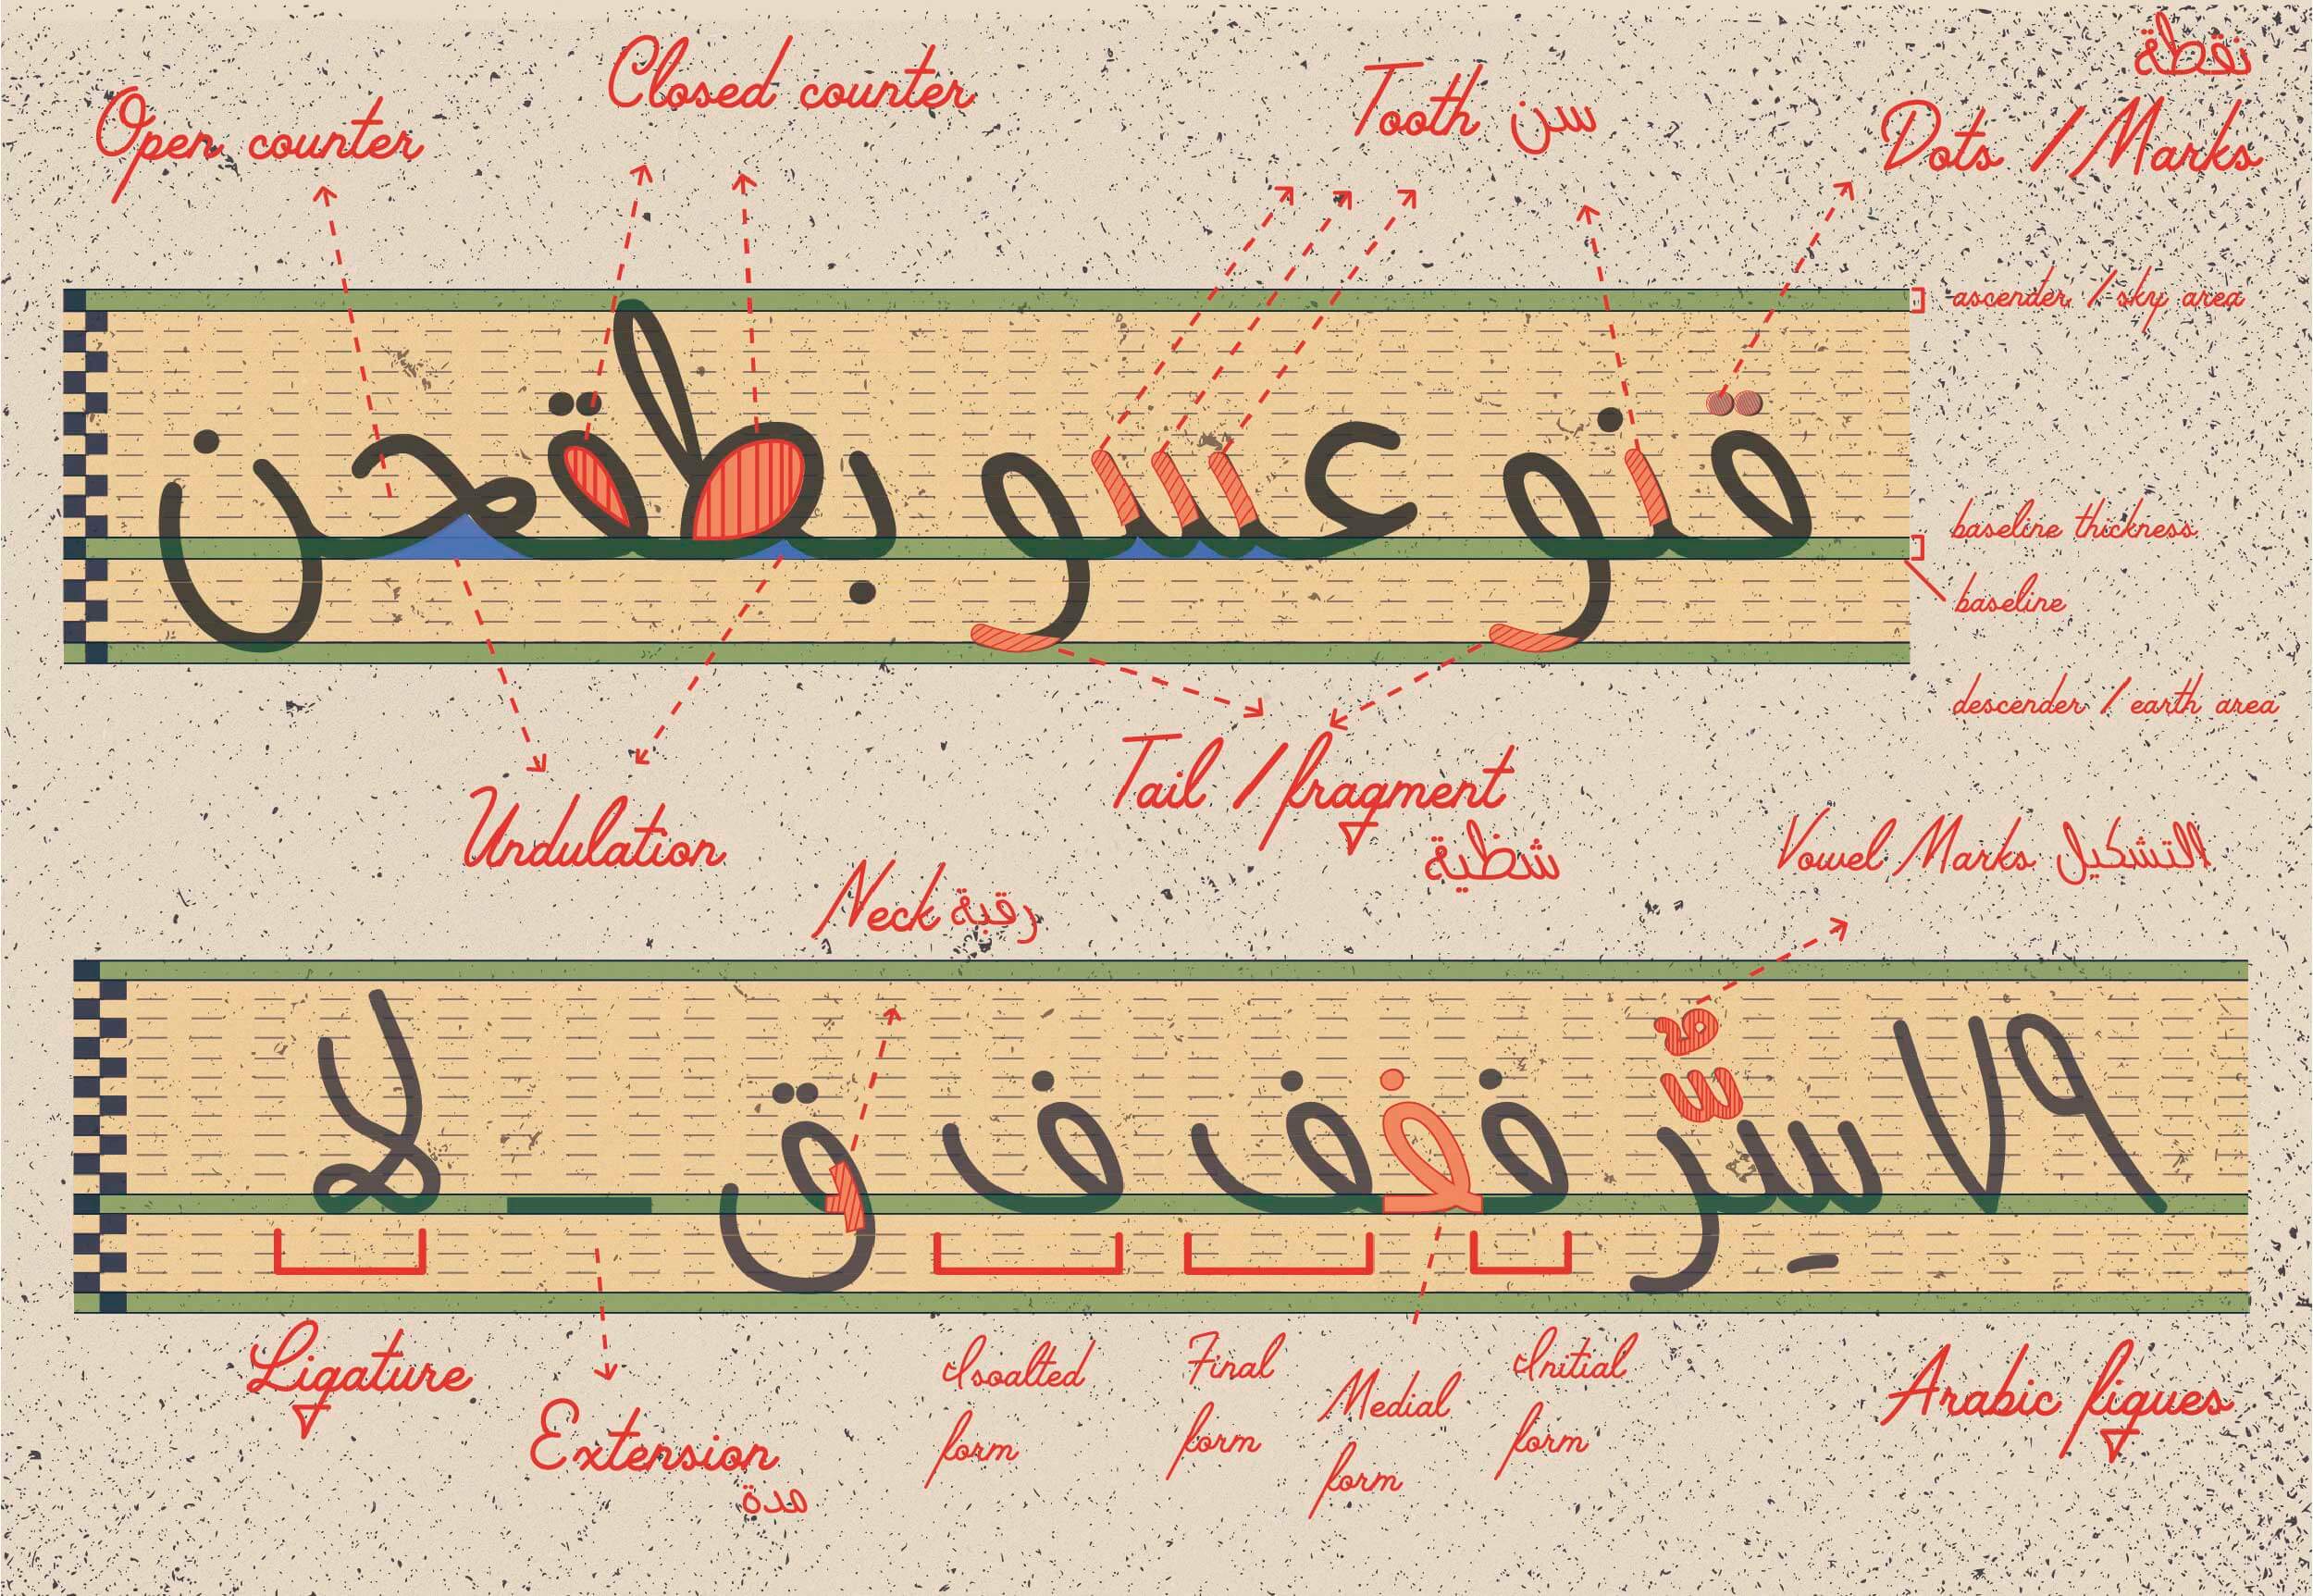 نقطة
Open counter
Closed counter
Tooth سن
Dots / Marks
ascender / sky area
قنو عسو بطقحن
baseline thickness
baseline
descender / earth area
Tail / fragment
شظية
Undulation
Neck رقبة
Vowel Marks التشكيل
٧٩ ففف ف ق ـ لا
Ligature
Extension
مدة
Isoalted
form
Final
form
Medial
form
Initial
form
Arabic figues